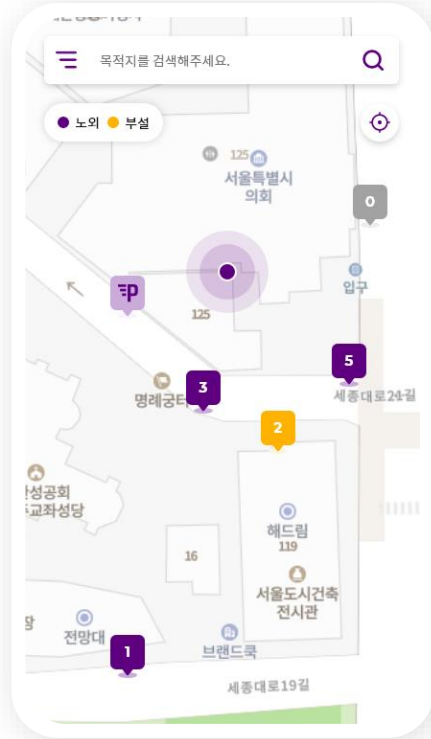 목적지를 검색해주세요.
노외 부설
125
서울특별시
의회
0
입구
P
125
5
3
명례궁터
세종대로21길
2
성공회
교좌성당
해드림
119
16
서울도시건축
전시관
전망대
1
브랜드쿡
세종대로19길